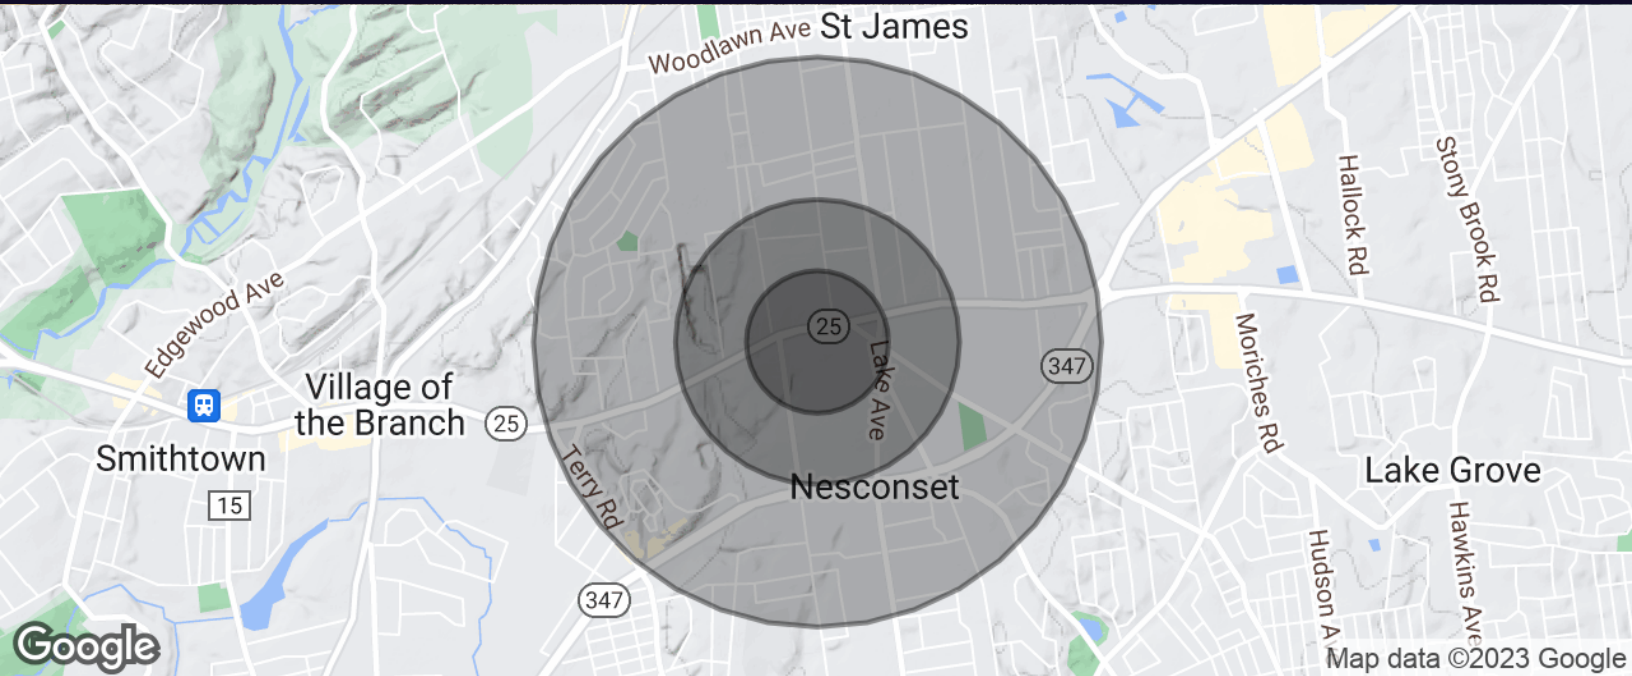 St James
Woodlawn Ave
Stony Brook Rd
Hallock Rd
Edgewood Ave
25
Lake Ave
347
Moriches Rd
Village of
the Branch
25
Smithtown
Terry Rd
Nesconset
Lake Grove
15
Hawkins Ave
Hudson A
347
Google
Map data ©2023 Google